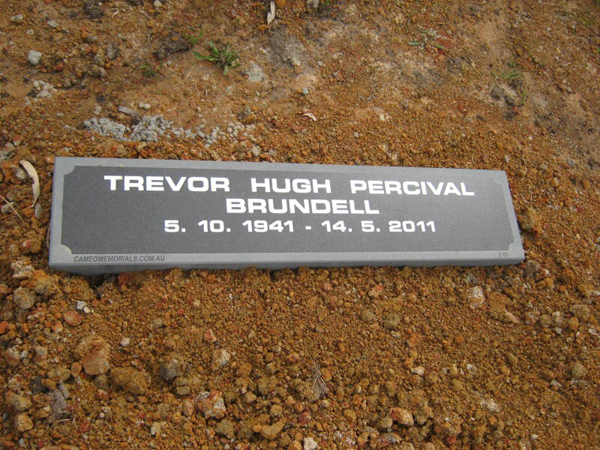 TREVOR HUGH PERCIVAL
BRUNDELL
5. 10. 1941 - 14. 5. 2011
CAMEOMEMORIALS.COM.AU